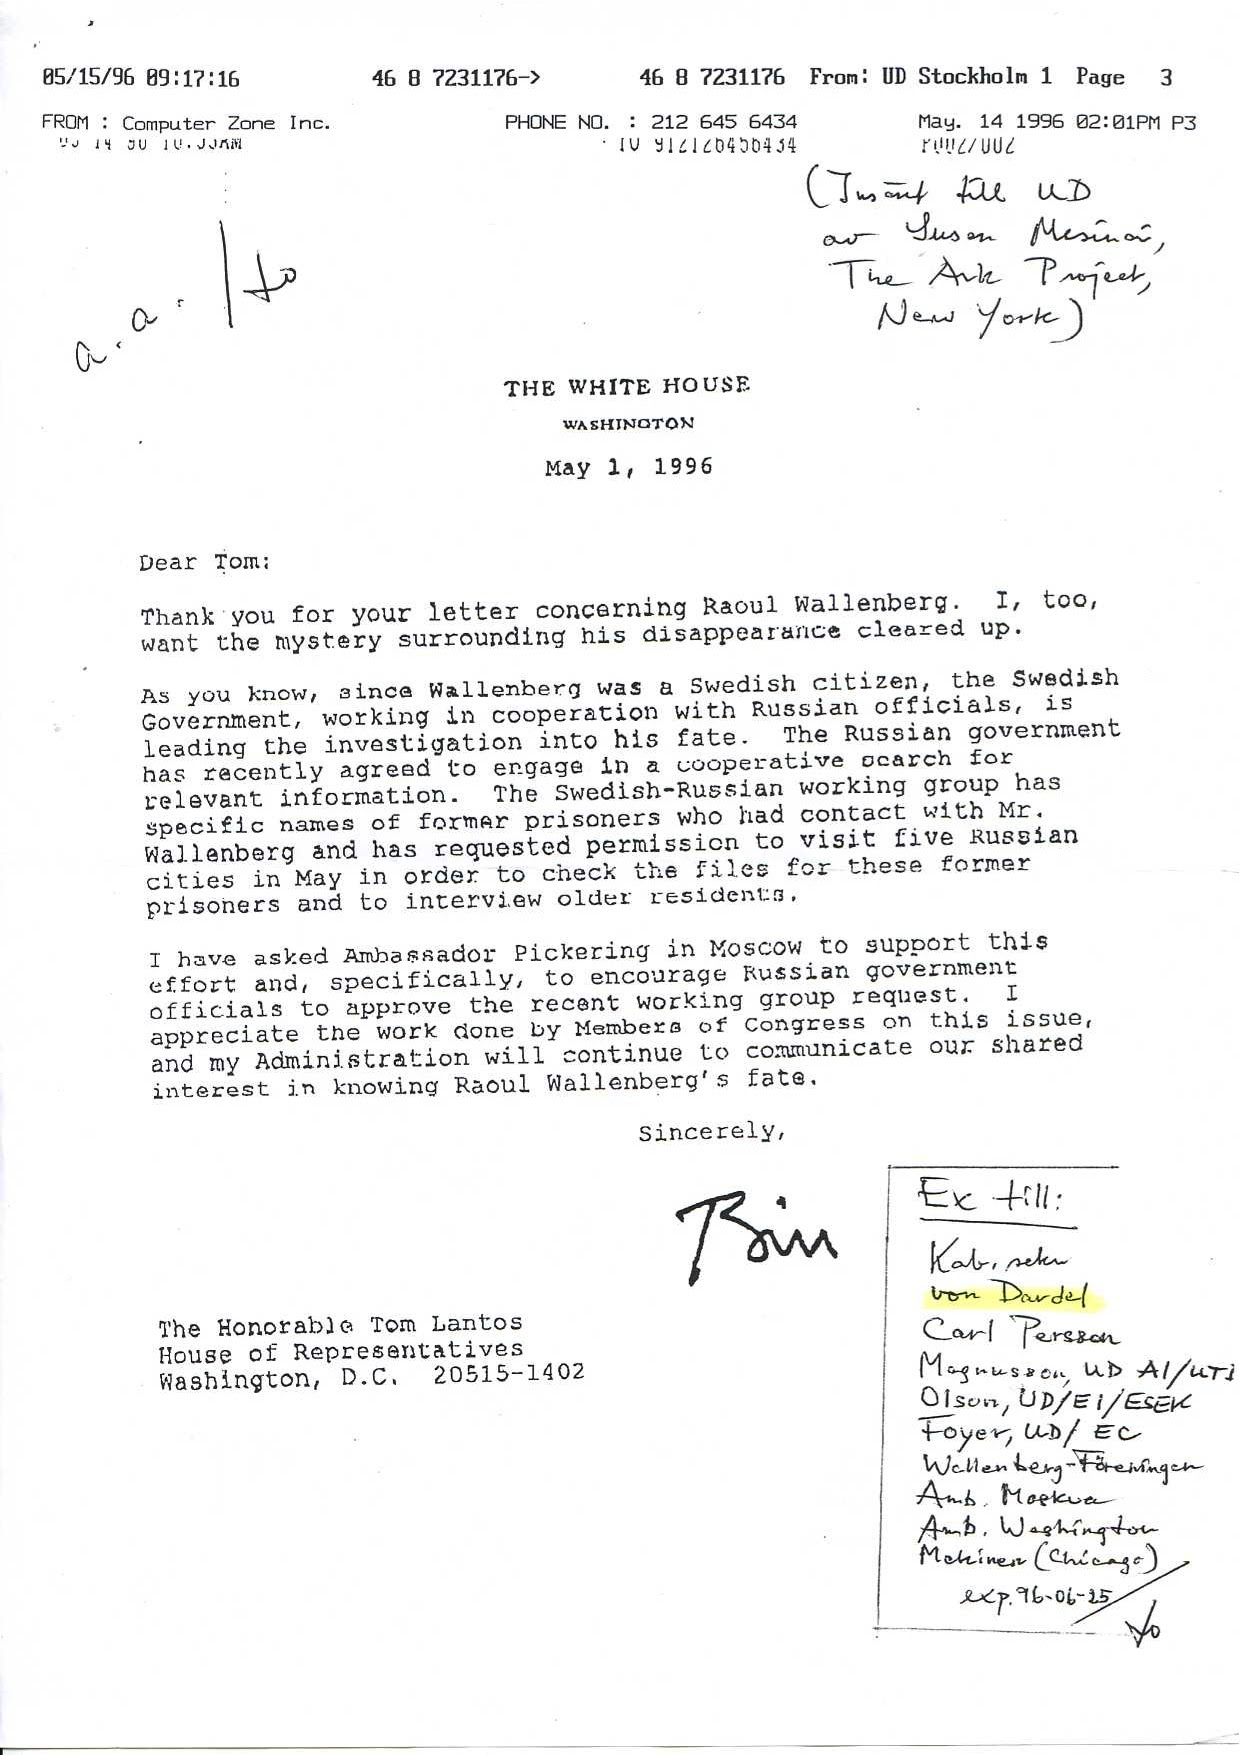 05/15/96 09:17:16 46 8 7231176-> 46 8 7231176 From: UD Stockholm 1 Page 3
FROM : Computer Zone Inc. PHONE NO. : 212 645 6434 May. 14 1996 02:01PM P3
(Insänt till UD
av Susan Mesinai,
The Ark Project,
New York)
a.a.
THE WHITE HOUSE
WASHINGTON
May 1, 1996
Dear Tom:
Thank you for your letter concerning Raoul Wallenberg. I, too,
want the mystery surrounding his disappearance cleared up.
As you know, since Wallenberg was a Swedish citizen, the Swedish
Government, working in cooperation with Russian officials, is
leading the investigation into his fate. The Russian government
has recently agreed to engage in a cooperative search for
relevant information. The Swedish-Russian working group has
specific names of former prisoners who had contact with Mr.
Wallenberg and has requested permission to visit five Russian
cities in May in order to check the files for these former
prisoners and to interview older residents.
I have asked Ambassador Pickering in Moscow to support this
effort and, specifically, to encourage Russian government
officials to approve the recent working group request. I
appreciate the work done by Members of Congress on this issue,
and my Administration will continue to communicate our shared
interest in knowing Raoul Wallenberg's fate.
Sincerely,
Bill
The Honorable Tom Lantos
House of Representatives
Washington, D.C. 20515-1402
Ex till:
Kab. sekr
von Dardel
Carl Persson
Magnusson, UD AI/UTS
Olson, UD/EI/ESEK
Foyer, UD/ EC
Wallenberg-Föreningen
Amb. Moskva
Amb. Washington
Makinen (Chicago)
exp. 96-06-25